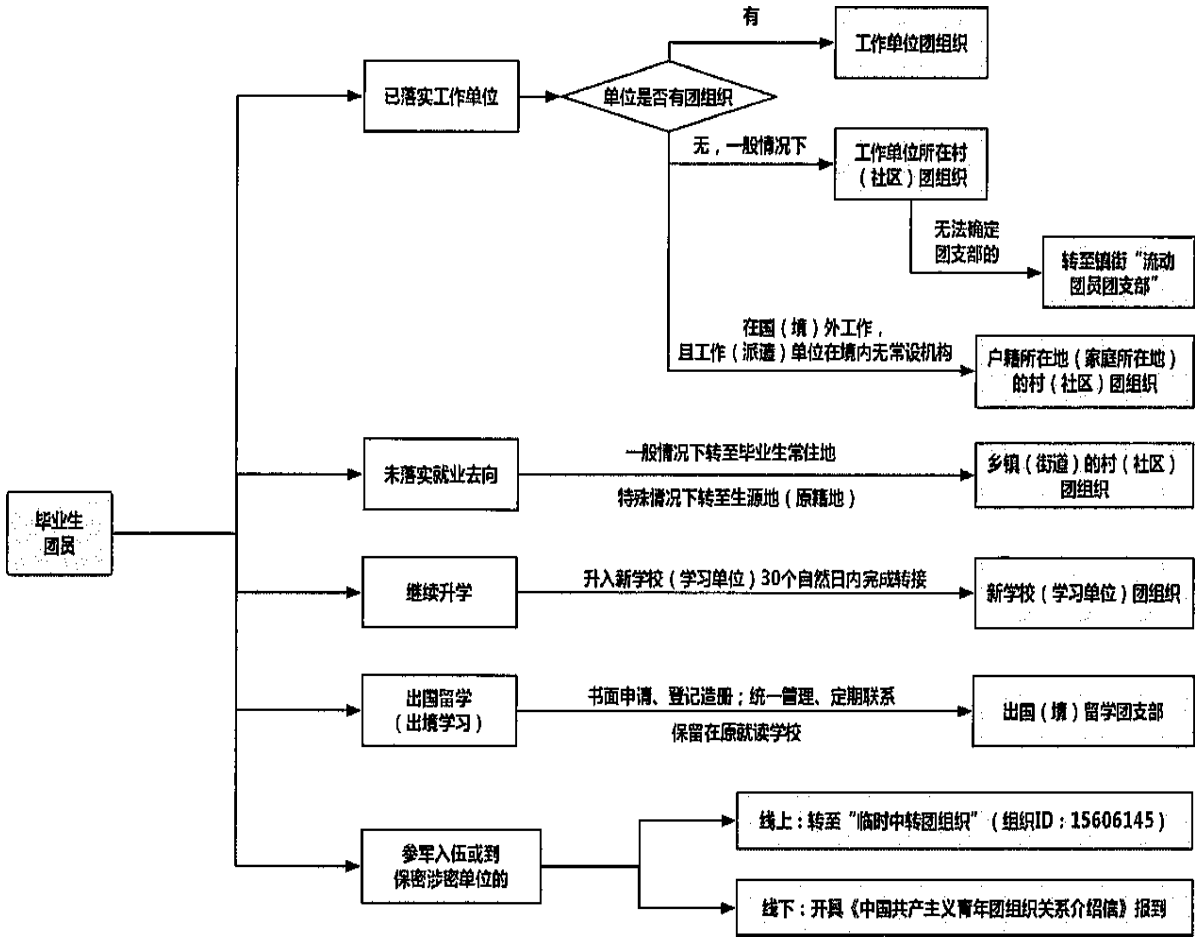 有
工作单位团组织
已落实工作单位
单位是否有团组织
无，一般情况下
工作单位所在村
（社区）团组织
无法确定
团支部的
转至镇街“流动
团员团支部”
在国（境）外工作，
且工作（派遣）单位在境内无常设机构
户籍所在地（家庭所在地）
的村（社区）团组织
未落实就业去向
一般情况下转至毕业生常住地
特殊情况下转至生源地（原籍地）
乡镇（街道）的村（社区）
团组织
毕业生
团员
继续升学
升入新学校（学习单位）30个自然日内完成转接
新学校（学习单位）团组织
出国留学
（出境学习）
书面申请、登记造册；统一管理、定期联系
保留在原就读学校
出国（境）留学团支部
参军入伍或到
保密涉密单位的
线上：转至“临时中转团组织”（组织ID：15606145）
线下：开具《中国共产主义青年团组织关系介绍信》报到